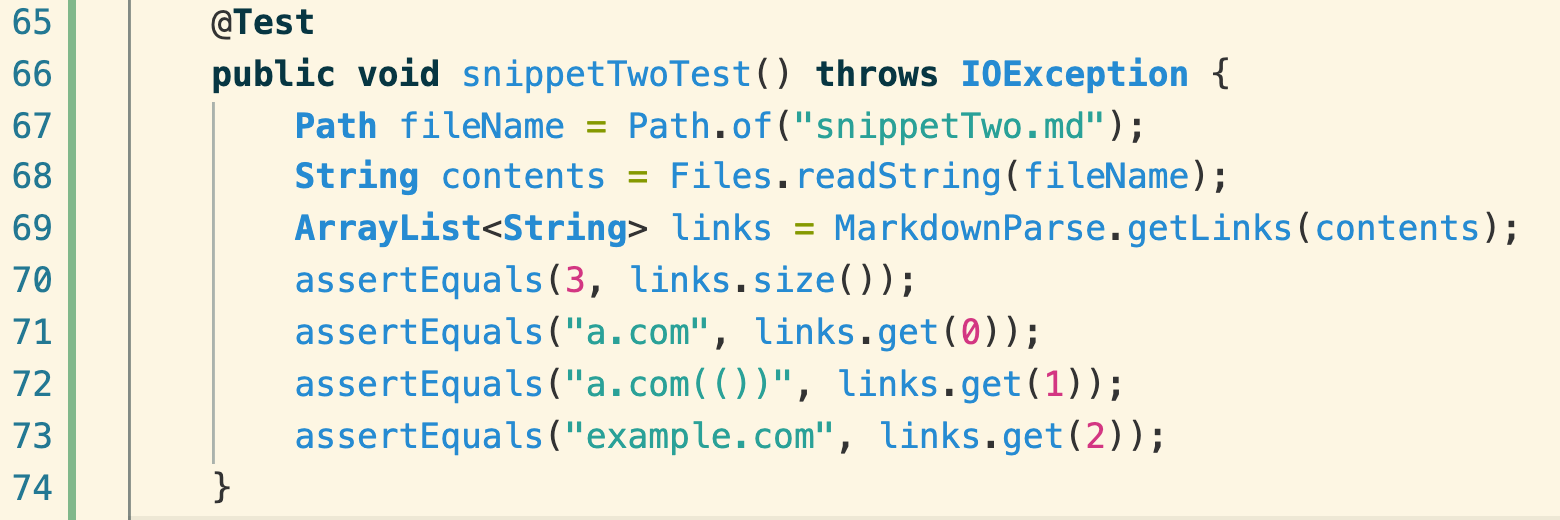 65 @Test
66 public void snippetTwoTest() throws IOException {
67 Path fileName = Path.of("snippetTwo.md");
68 String contents = Files.readString(fileName);
69 ArrayList<String> links = MarkdownParse.getLinks(contents);
70 assertEquals(3, links.size());
71 assertEquals("a.com", links.get(0));
72 assertEquals("a.com(())", links.get(1));
73 assertEquals("example.com", links.get(2));
74 }